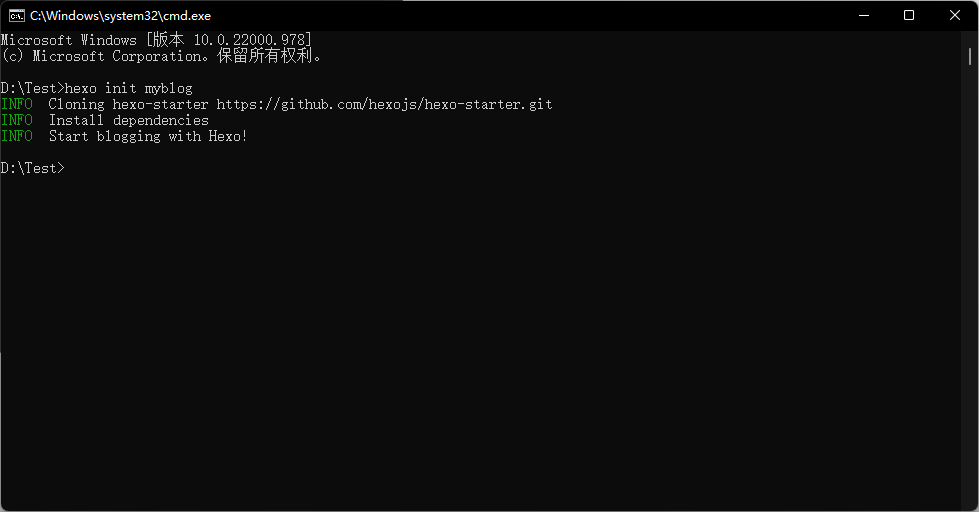 C:\Windows\system32\cmd.exe
Microsoft Windows [版本 10.0.22000.978]
(c) Microsoft Corporation。保留所有权利。
D:\Test>hexo init myblog
INFO  Cloning hexo-starter https://github.com/hexojs/hexo-starter.git
INFO  Install dependencies
INFO  Start blogging with Hexo!
D:\Test>